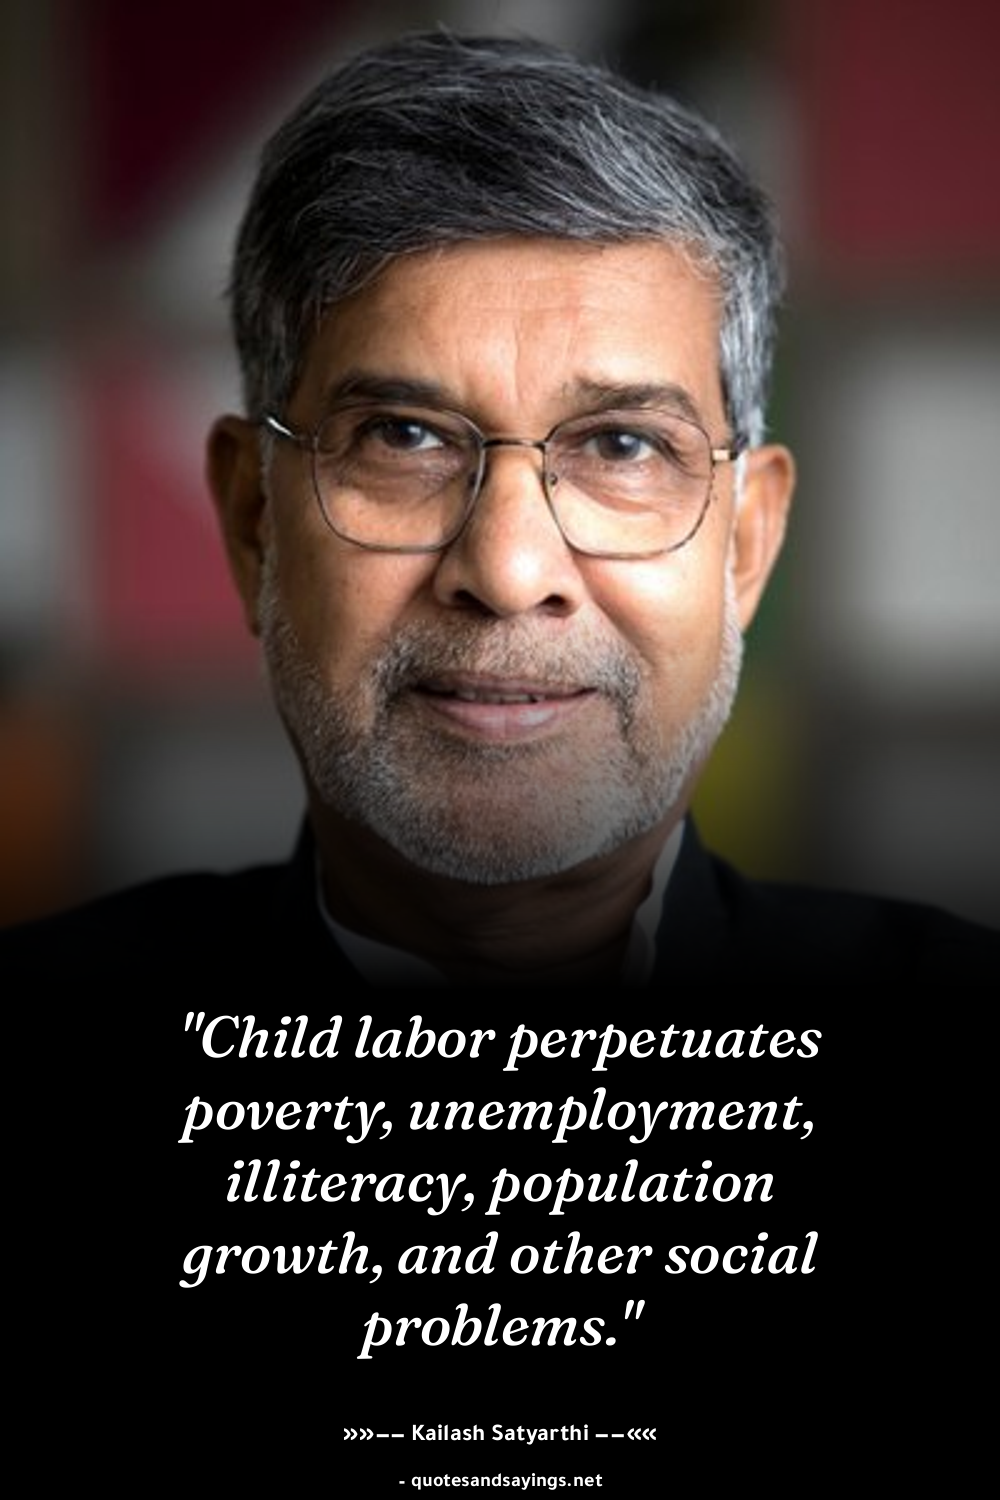 "Child labor perpetuates
poverty, unemployment,
illiteracy, population
growth, and other social
problems."
»»–– Kailash Satyarthi ––««
- quotesandsayings.net